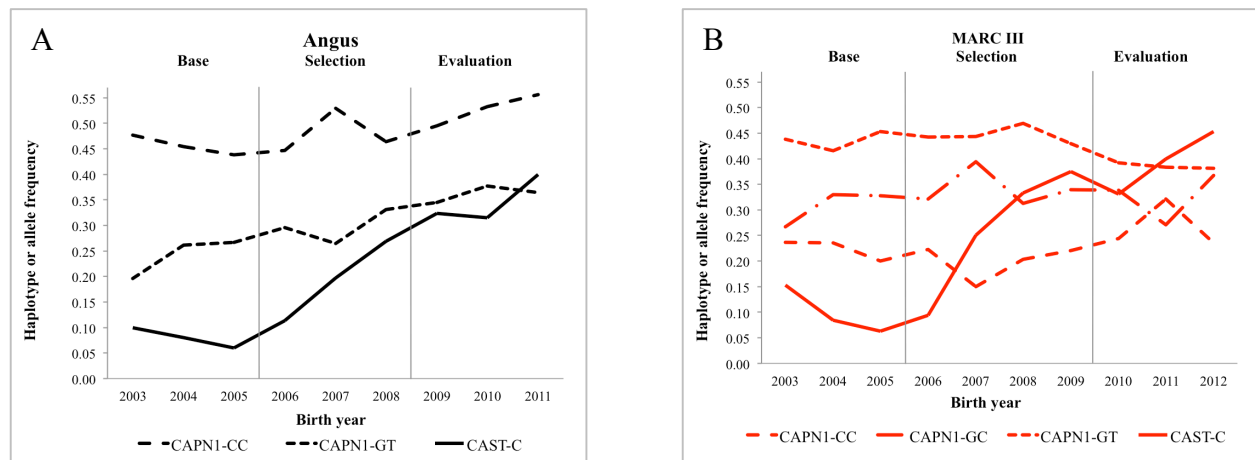 A
Angus
Base Selection Evaluation
Haplotype or allele frequency
0.55
0.50
0.45
0.40
0.35
0.30
0.25
0.20
0.15
0.10
0.05
0.00
2003 2004 2005 2006 2007 2008 2009 2010 2011
Birth year
CAPN1-CC CAPN1-GT CAST-C
B
MARC III
Base Selection Evaluation
Haplotype or allele frequency
0.55
0.50
0.45
0.40
0.35
0.30
0.25
0.20
0.15
0.10
0.05
0.00
2003 2004 2005 2006 2007 2008 2009 2010 2011 2012
Birth year
CAPN1-CC CAPN1-GC CAPN1-GT CAST-C